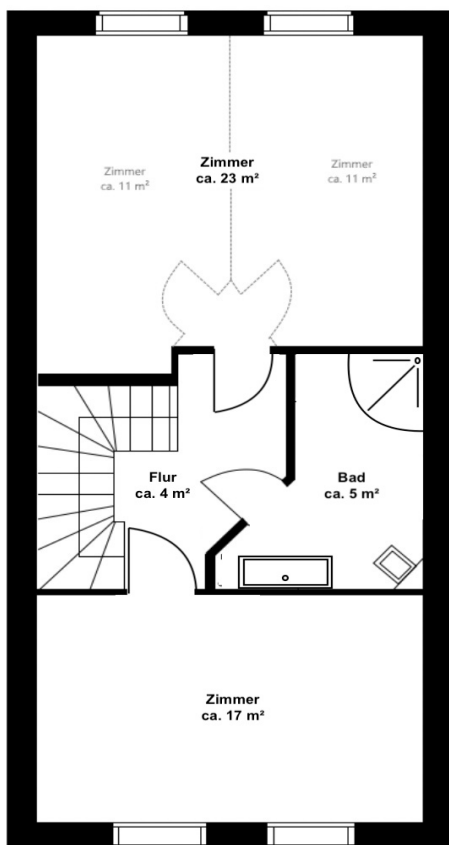 Zimmer
ca. 23 m²
Zimmer
ca. 11 m²
Zimmer
ca. 11 m²
Flur
ca. 4 m²
Bad
ca. 5 m²
Zimmer
ca. 17 m²